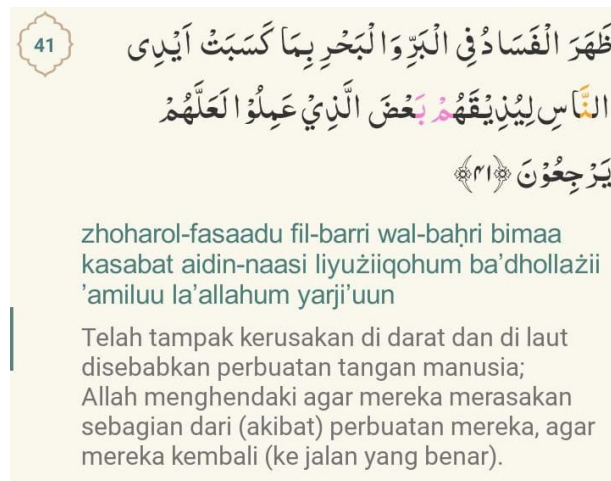 41
ظَهَرَ الْفَسَادُ فِى الْبَرِّ وَالْبَحْرِ بِمَا كَسَبَتْ اَيْدِى
النَّاسِ لِيُذِيْقَهُمْ بَعْضَ الَّذِيْ عَمِلُوْا لَعَلَّهُمْ
يَرْجِعُوْنَ ﴿٤١﴾
zhoharol-fasaadu fil-barri wal-baḥri bimaa
kasabat aidin-naasi liyużiiqohum ba'dhollażii
'amiluu la'allahum yarji'uun
Telah tampak kerusakan di darat dan di laut
disebabkan perbuatan tangan manusia;
Allah menghendaki agar mereka merasakan
sebagian dari (akibat) perbuatan mereka, agar
mereka kembali (ke jalan yang benar).